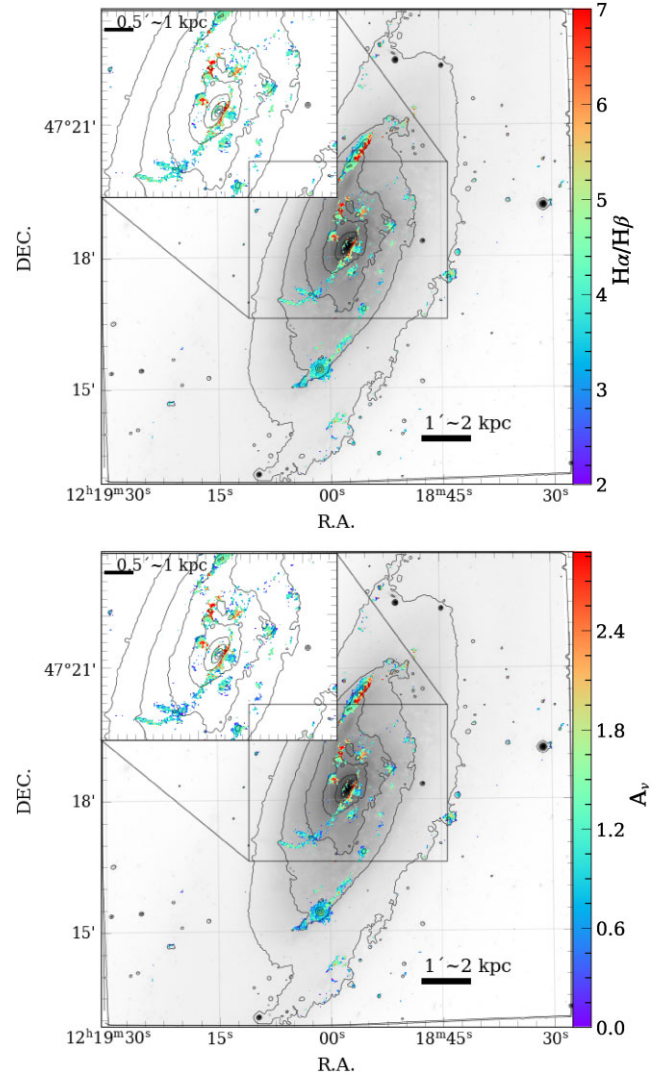 0.5´~1 kpc
7
6
5
4
3
2
Hα/Hβ
47°21'
18'
15'
DEC.
1´~2 kpc
12ʰ19ᵐ30ˢ
15ˢ
00ˢ
18ᵐ45ˢ
30ˢ
R.A.
0.5´~1 kpc
2.4
1.8
1.2
0.6
0.0
Aᵥ
47°21'
18'
15'
DEC.
1´~2 kpc
12ʰ19ᵐ30ˢ
15ˢ
00ˢ
18ᵐ45ˢ
30ˢ
R.A.